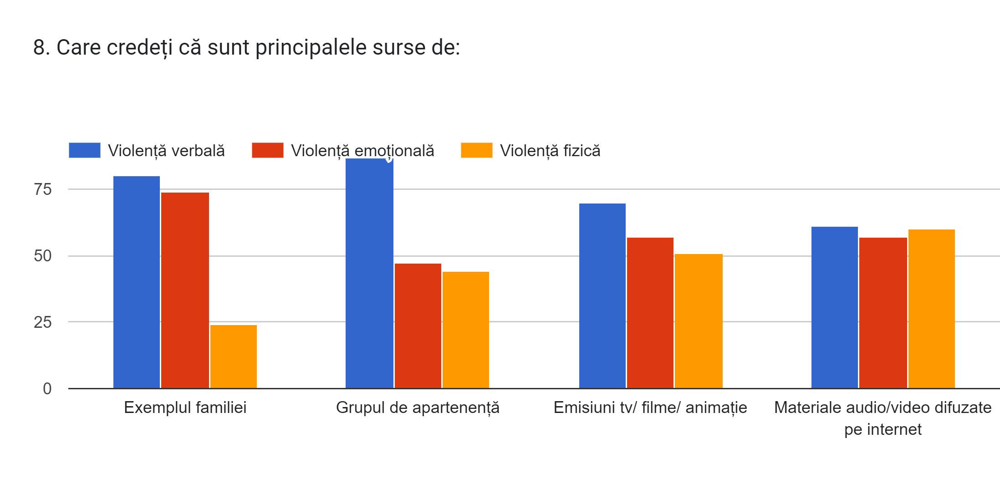 8. Care credeți că sunt principalele surse de:
Violență verbală
Violență emoțională
Violență fizică
75
50
25
0
Exemplul familiei
Grupul de apartenență
Emisiuni tv/ filme/ animație
Materiale audio/video difuzate
pe internet